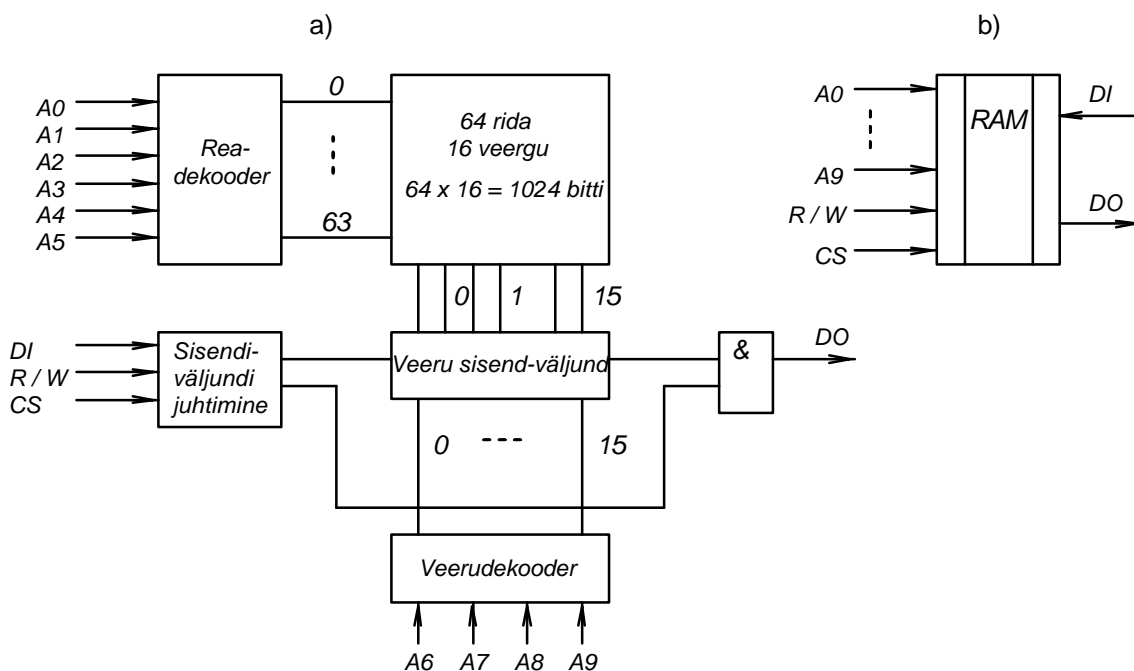 a)
A0
A1
A2
A3
A4
A5
Rea-
dekooder
0
63
64 rida
16 veergu
64 x 16 = 1024 bitti
0
1
15
DI
R / W
CS
Sisendi-
väljundi
juhtimine
Veeru sisend-väljund
&
DO
0
15
Veerudekooder
A6
A7
A8
A9
b)
A0
A9
R / W
CS
RAM
DI
DO